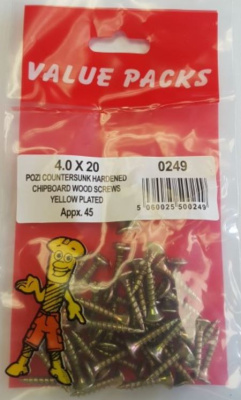 VALUE PACKS
4.0 X 20 0249
POZI COUNTERSUNK HARDENED
CHIPBOARD WOOD SCREWS
YELLOW PLATED
Appx. 45
5 060025 500249